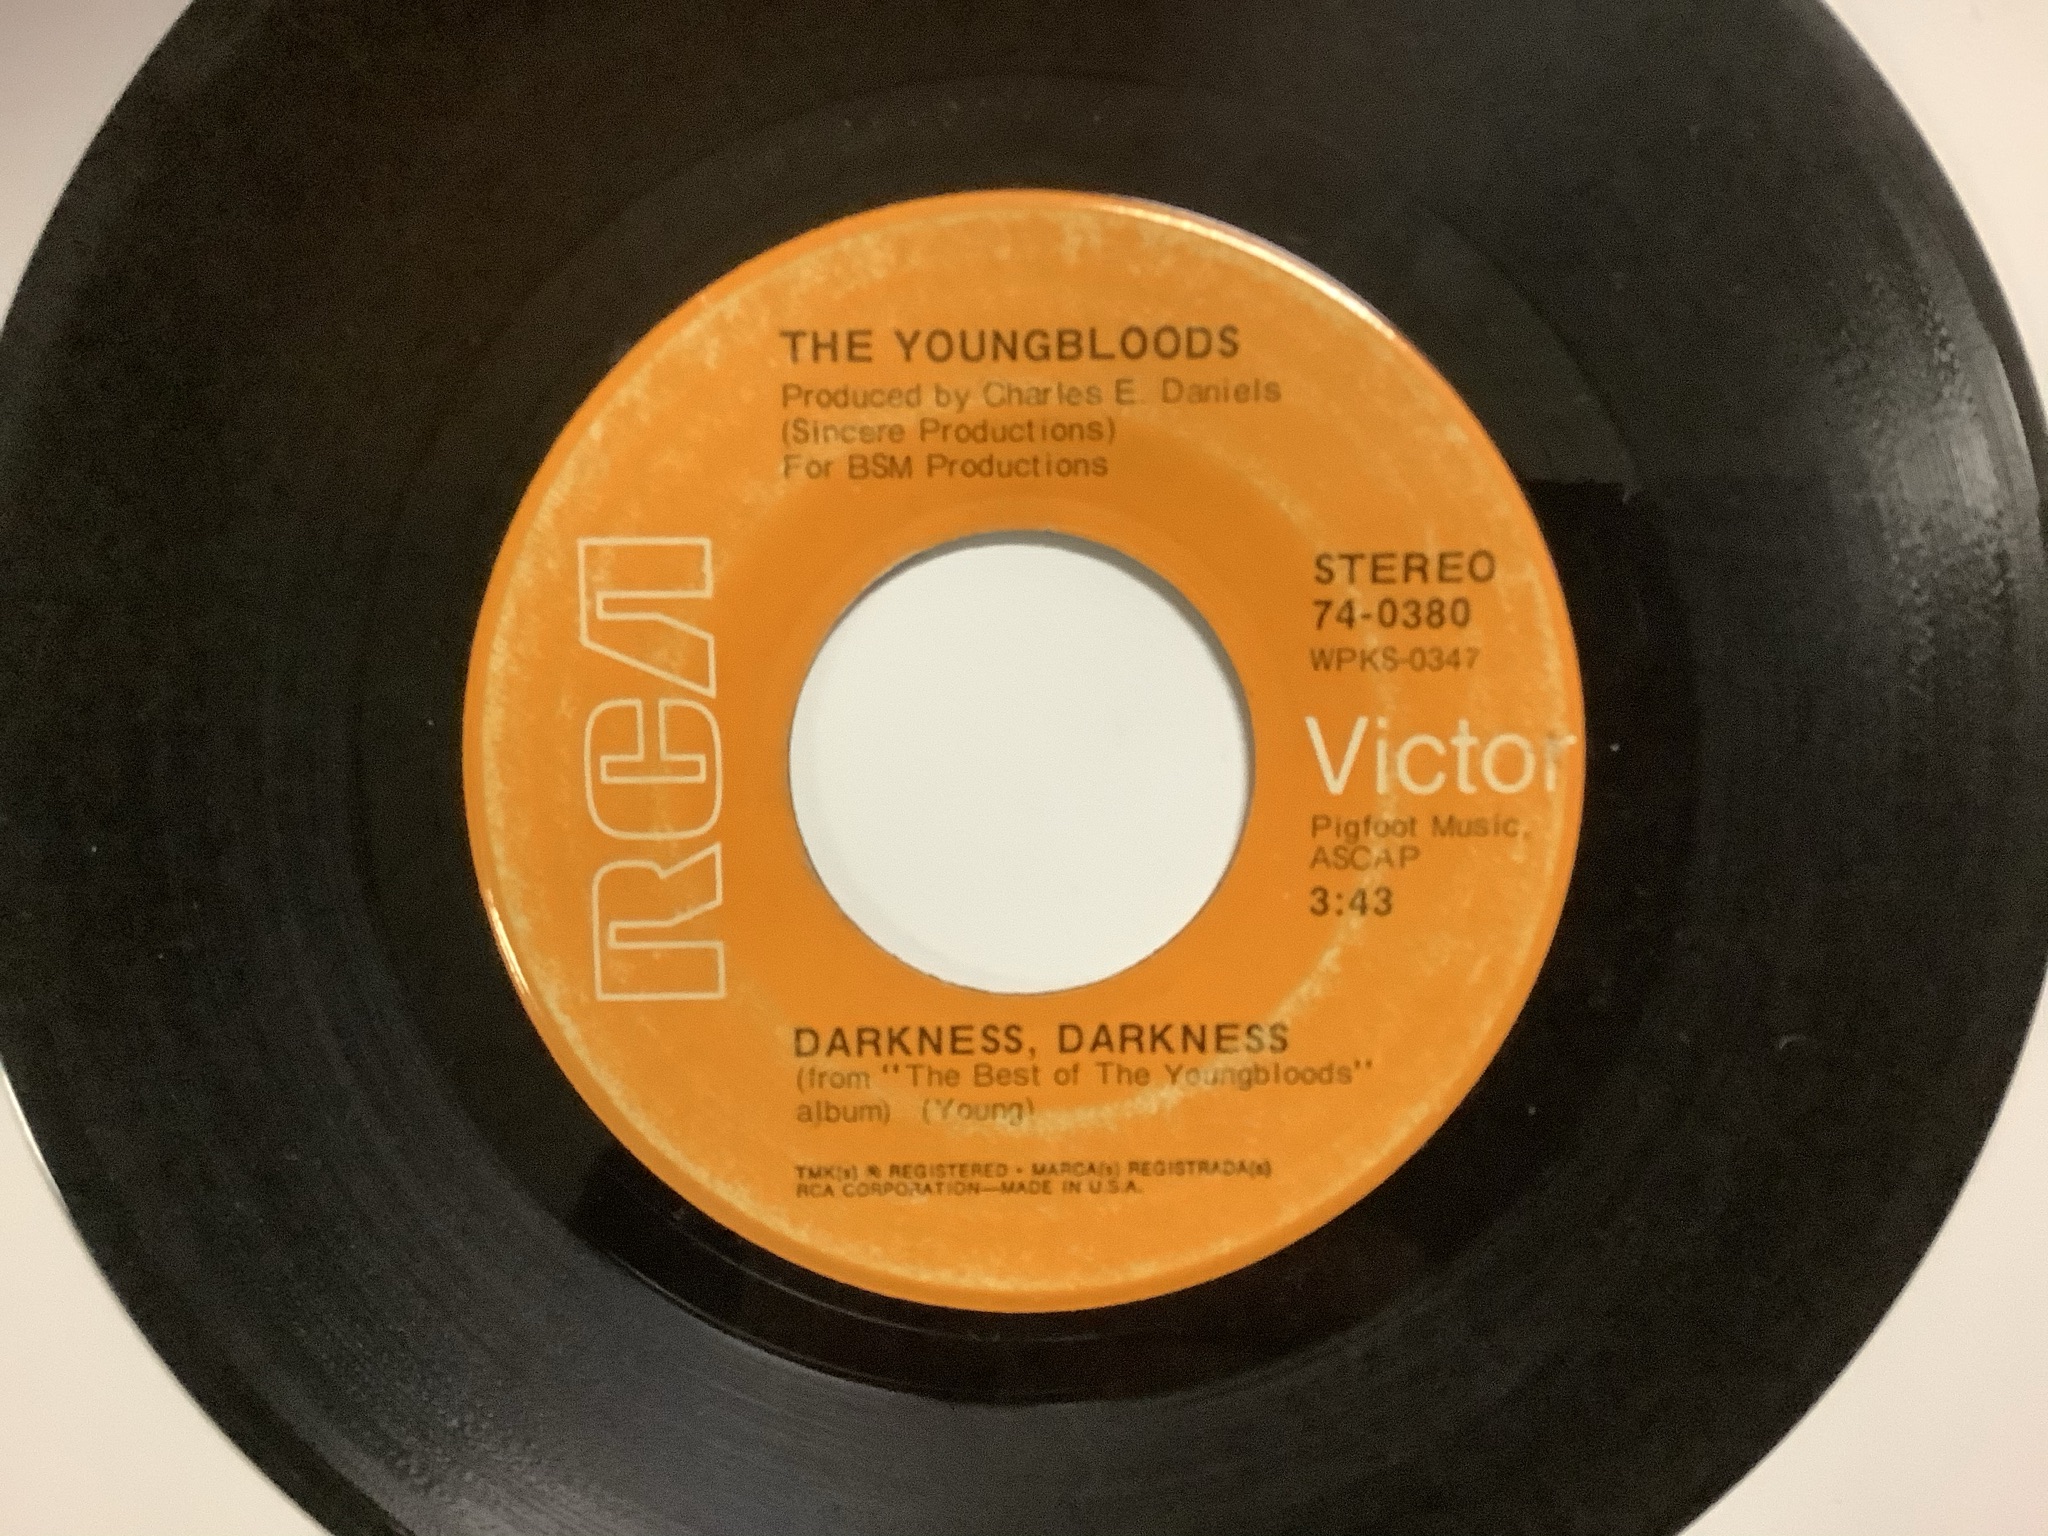 THE YOUNGBLOODS
Produced by Charles E. Daniels
(Sincere Productions)
For BSM Productions
RCA
STEREO
74-0380
WPKS-0347
Victor
Pigfoot Music,
ASCAP
3:43
DARKNESS, DARKNESS
(from "The Best of The Youngbloods"
album) (Young)
TMK(s) ® REGISTERED • MARCA(s) REGISTRADA(s)
RCA CORPORATION—MADE IN U.S.A.